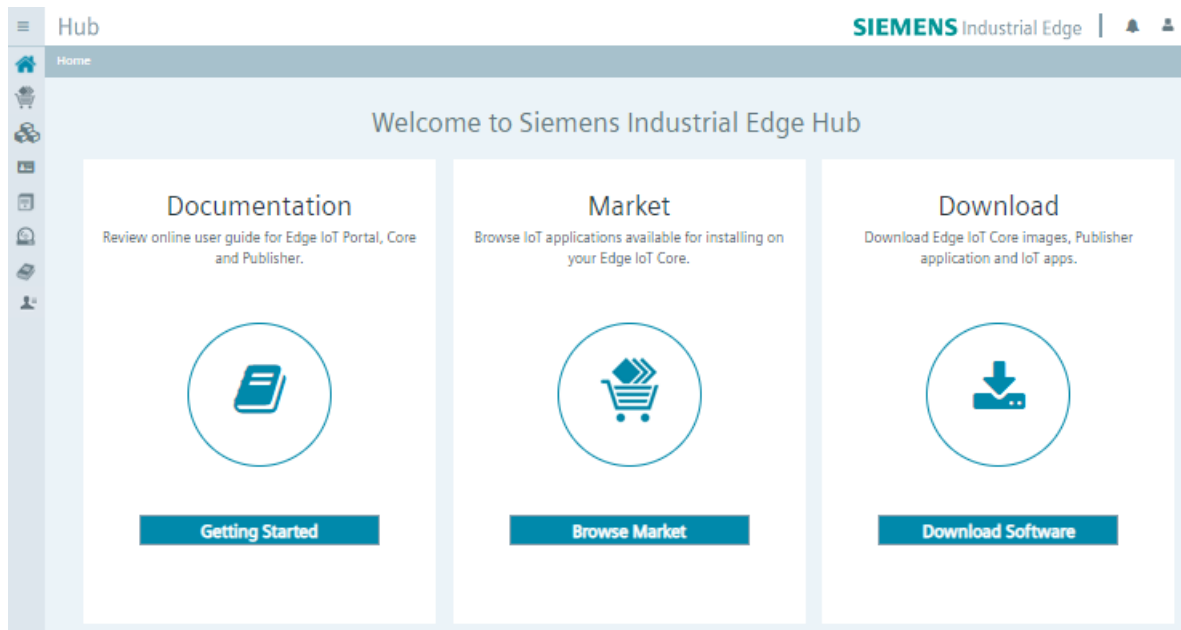 Hub
SIEMENS Industrial Edge
Home
Welcome to Siemens Industrial Edge Hub
Documentation
Review online user guide for Edge IoT Portal, Core
and Publisher.
Getting Started
Market
Browse IoT applications available for installing on
your Edge IoT Core.
Browse Market
Download
Download Edge IoT Core images, Publisher
application and IoT apps.
Download Software